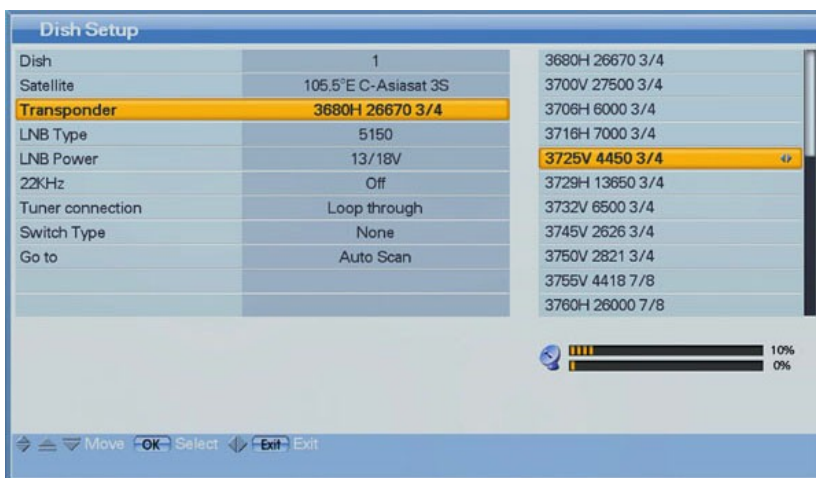 Dish Setup
Dish 1
Satellite 105.5°E C-Asiasat 3S
Transponder 3680H 26670 3/4
LNB Type 5150
LNB Power 13/18V
22KHz Off
Tuner connection Loop through
Switch Type None
Go to Auto Scan
3680H 26670 3/4
3700V 27500 3/4
3706H 6000 3/4
3716H 7000 3/4
3725V 4450 3/4
3729H 13650 3/4
3732V 6500 3/4
3745V 2626 3/4
3750V 2821 3/4
3755V 4418 7/8
3760H 26000 7/8
10%
0%
Move OK Select Exit Exit